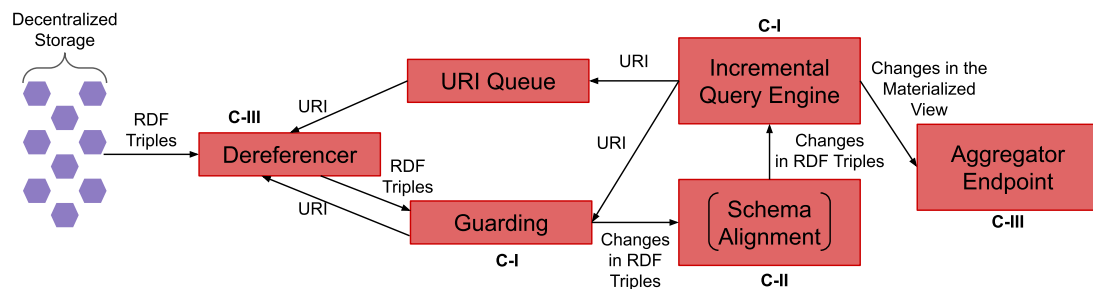 Decentralized
Storage
RDF
Triples
C-III
Dereferencer
URI
URI
RDF
Triples
URI Queue
URI
Guarding
C-I
URI
Changes
in RDF
Triples
C-I
Incremental
Query Engine
Changes
in RDF Triples
Schema
Alignment
C-II
Changes in the
Materialized
View
Aggregator
Endpoint
C-III